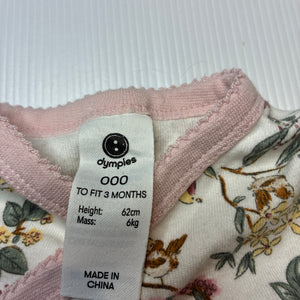 dymples
000
TO FIT 3 MONTHS
Height: 62cm
Mass: 6kg
MADE IN
CHINA